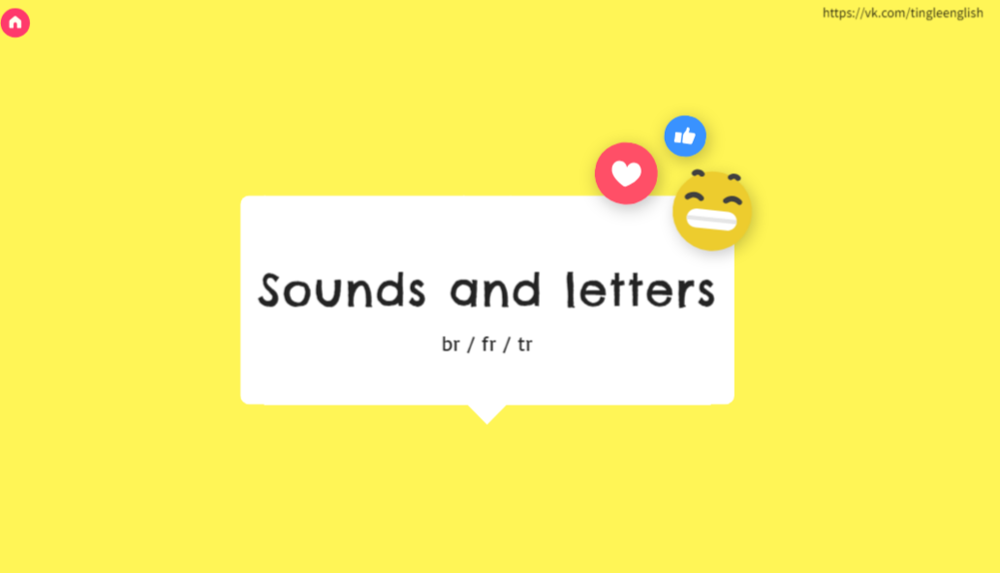 https://vk.com/tingleenglish
Sounds and letters
br / fr / tr